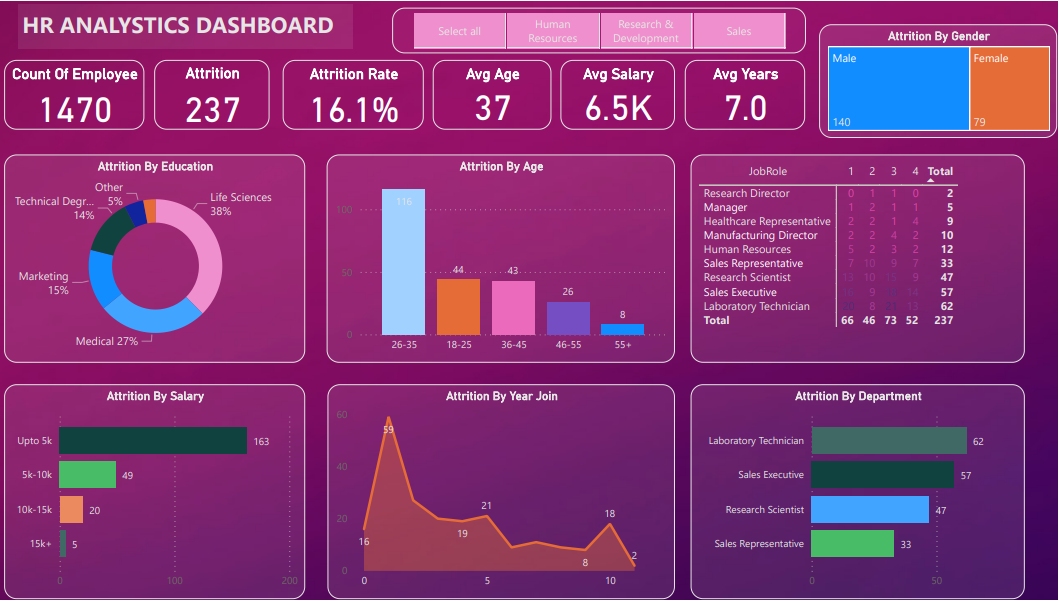 HR ANALYSTICS DASHBOARD
Select all
Human
Resources
Research &
Development
Sales
Attrition By Gender
Male
140
Female
79
Count Of Employee
1470
Attrition
237
Attrition Rate
16.1%
Avg Age
37
Avg Salary
6.5K
Avg Years
7.0
Attrition By Education
Other
5%
Technical Degr...
14%
Life Sciences
38%
Marketing
15%
Medical 27%
Attrition By Age
100
50
0
116
44
43
26
8
26-35 18-25 36-45 46-55 55+
JobRole 1 2 3 4 Total
Research Director 0 1 1 0 2
Manager 1 2 1 1 5
Healthcare Representative 2 2 1 4 9
Manufacturing Director 2 2 4 2 10
Human Resources 5 2 3 2 12
Sales Representative 7 10 9 7 33
Research Scientist 9 47
Sales Executive 9 57
Laboratory Technician 8 62
Total 66 46 73 52 237
Attrition By Salary
Upto 5k 163
5k-10k 49
10k-15k 20
15k+ 5
0 100 200
Attrition By Year Join
60
40
20
0
59
16
19
21
8
18
2
0 5 10
Attrition By Department
Laboratory Technician 62
Sales Executive 57
Research Scientist 47
Sales Representative 33
0 50